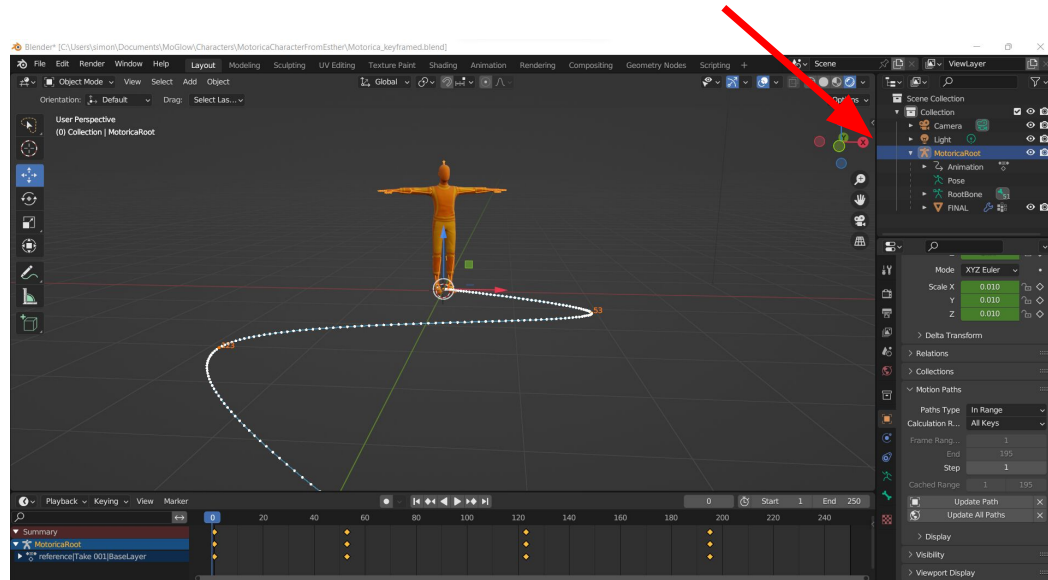 Blender* [C:\Users\simon\Documents\MoGlow\Characters\MotoricaCharacterFromEsther\Motorica_keyframed.blend]
File Edit Render Window Help Layout Modeling Sculpting UV Editing Texture Paint Shading Animation Rendering Compositing Geometry Nodes Scripting + Scene ViewLayer
Object Mode View Select Add Object Global
Orientation: Default Drag: Select Las...
User Perspective
(0) Collection | MotoricaRoot
X
Y
53
Scene Collection
Collection
Camera
Light
MotoricaRoot
Animation
Pose
RootBone 51
FINAL
Mode XYZ Euler
Scale X 0.010
Y 0.010
Z 0.010
Delta Transform
Relations
Collections
Motion Paths
Paths Type In Range
Calculation R... All Keys
Frame Rang... 1
End 195
Step 1
Cached Range 1 195
Update Path
Update All Paths
Display
Visibility
Viewport Display
Playback Keying View Marker 0 Start 1 End 250
0 20 40 60 80 100 120 140 160 180 200 220 240
Summary
MotoricaRoot
reference|Take 001|BaseLayer